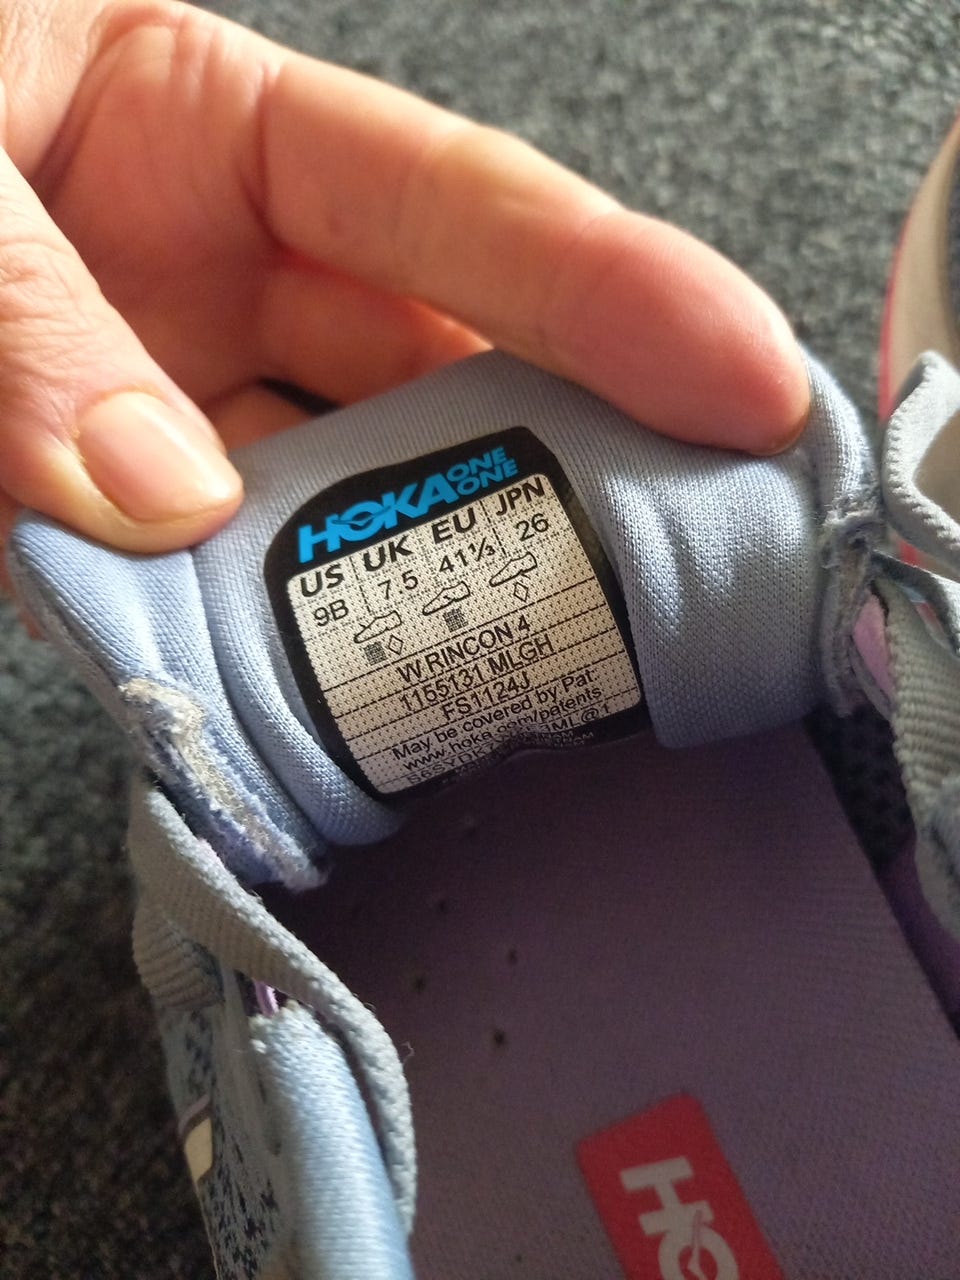 HOKA ONE ONE
US UK EU JPN
9B 7.5 41⅓ 26
W RINCON 4
1155131 MLGH
FS1124J
May be covered by Pat
www.hoka.com/patents
HO